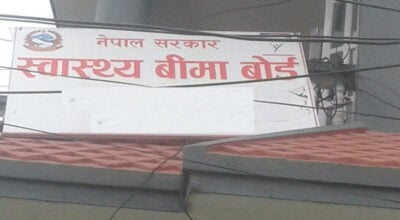 नेपाल सरकार
स्वास्थ्य बीमा बोर्ड